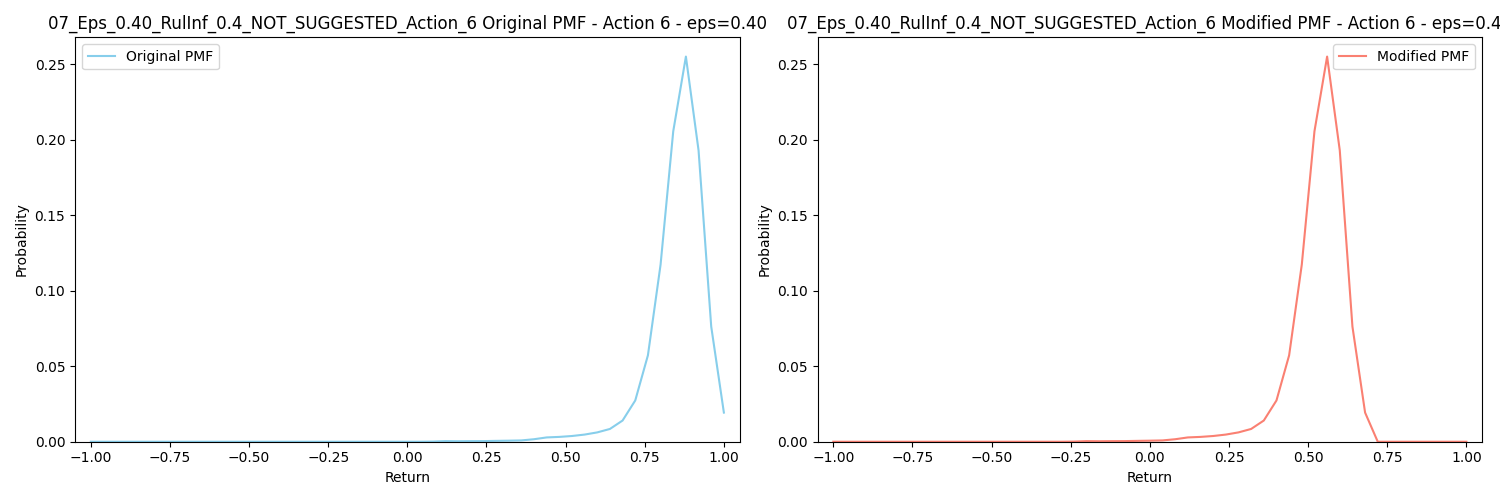 07_Eps_0.40_RulInf_0.4_NOT_SUGGESTED_Action_6 Original PMF - Action 6 - eps=0.40
Original PMF
0.25
0.20
0.15
0.10
0.05
0.00
Probability
−1.00 −0.75 −0.50 −0.25 0.00 0.25 0.50 0.75 1.00
Return
07_Eps_0.40_RulInf_0.4_NOT_SUGGESTED_Action_6 Modified PMF - Action 6 - eps=0.4
Modified PMF
0.25
0.20
0.15
0.10
0.05
0.00
Probability
−1.00 −0.75 −0.50 −0.25 0.00 0.25 0.50 0.75 1.00
Return